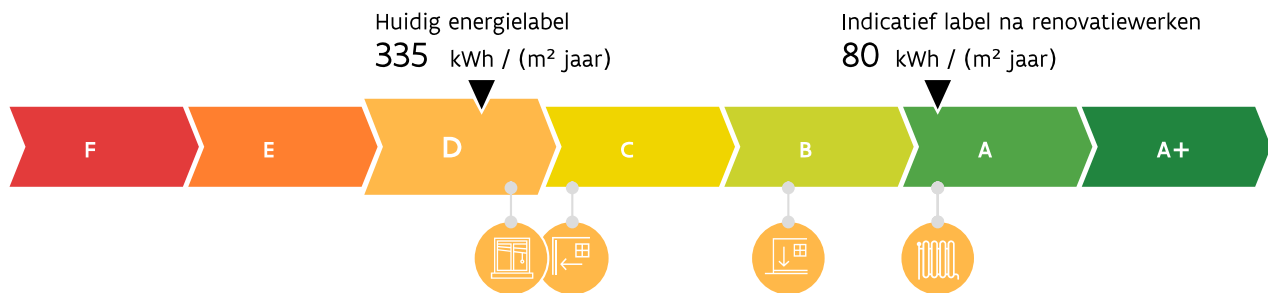 Huidig energielabel
335 kWh / (m² jaar)
Indicatief label na renovatiewerken
80 kWh / (m² jaar)
F E D C B A A+